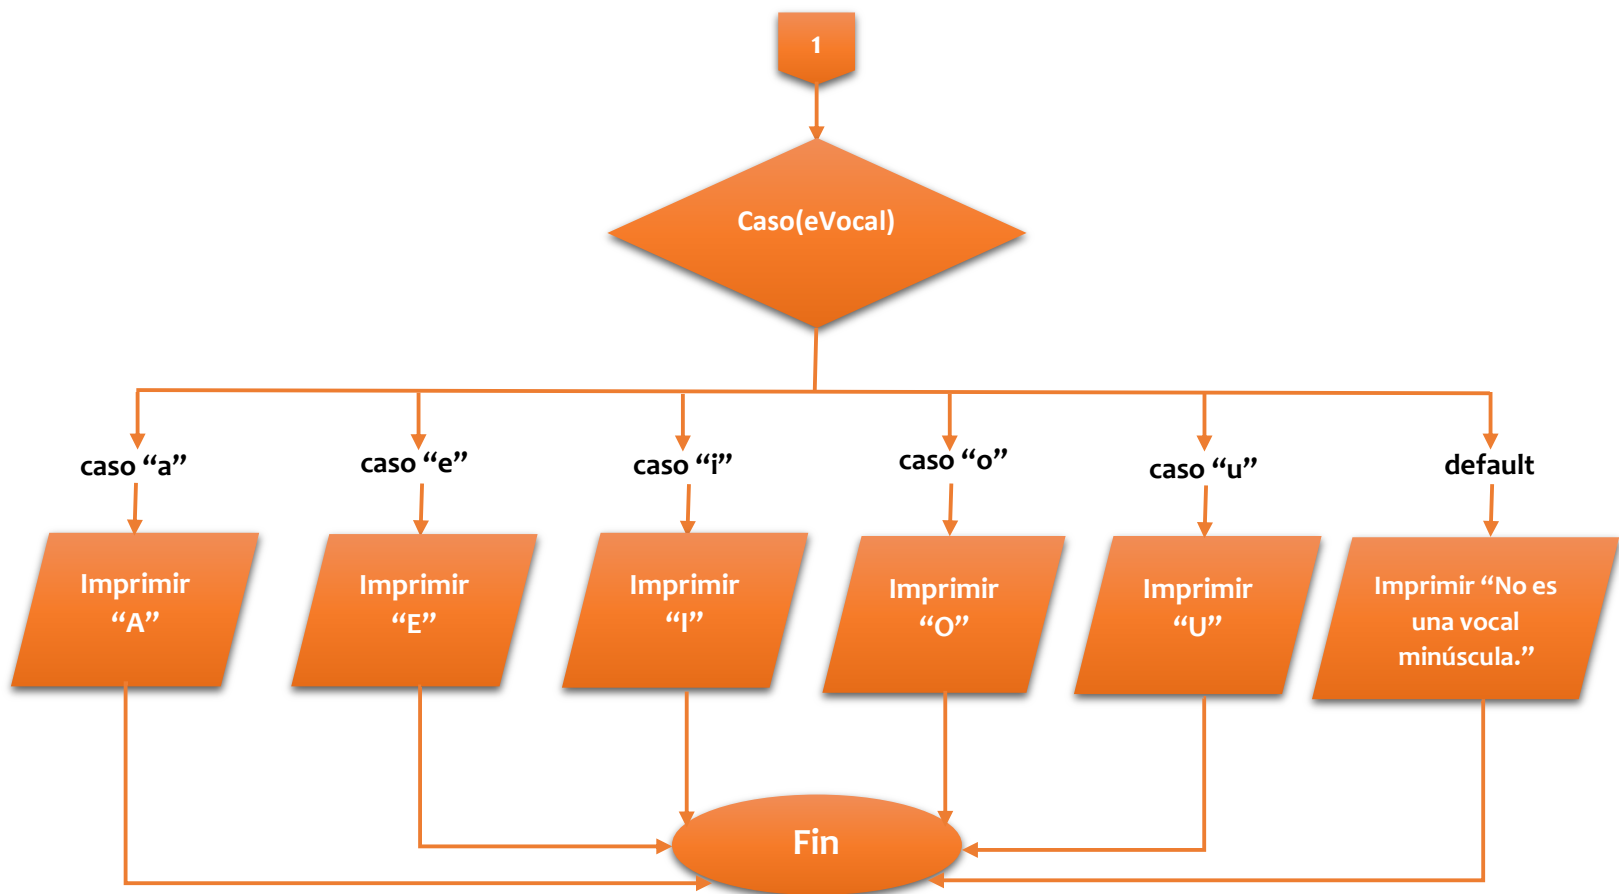 1
Caso(eVocal)
caso “a”
caso “e”
caso “i”
caso “o”
caso “u”
default
Imprimir
“A”
Imprimir
“E”
Imprimir
“I”
Imprimir
“O”
Imprimir
“U”
Imprimir “No es
una vocal
minúscula.”
Fin